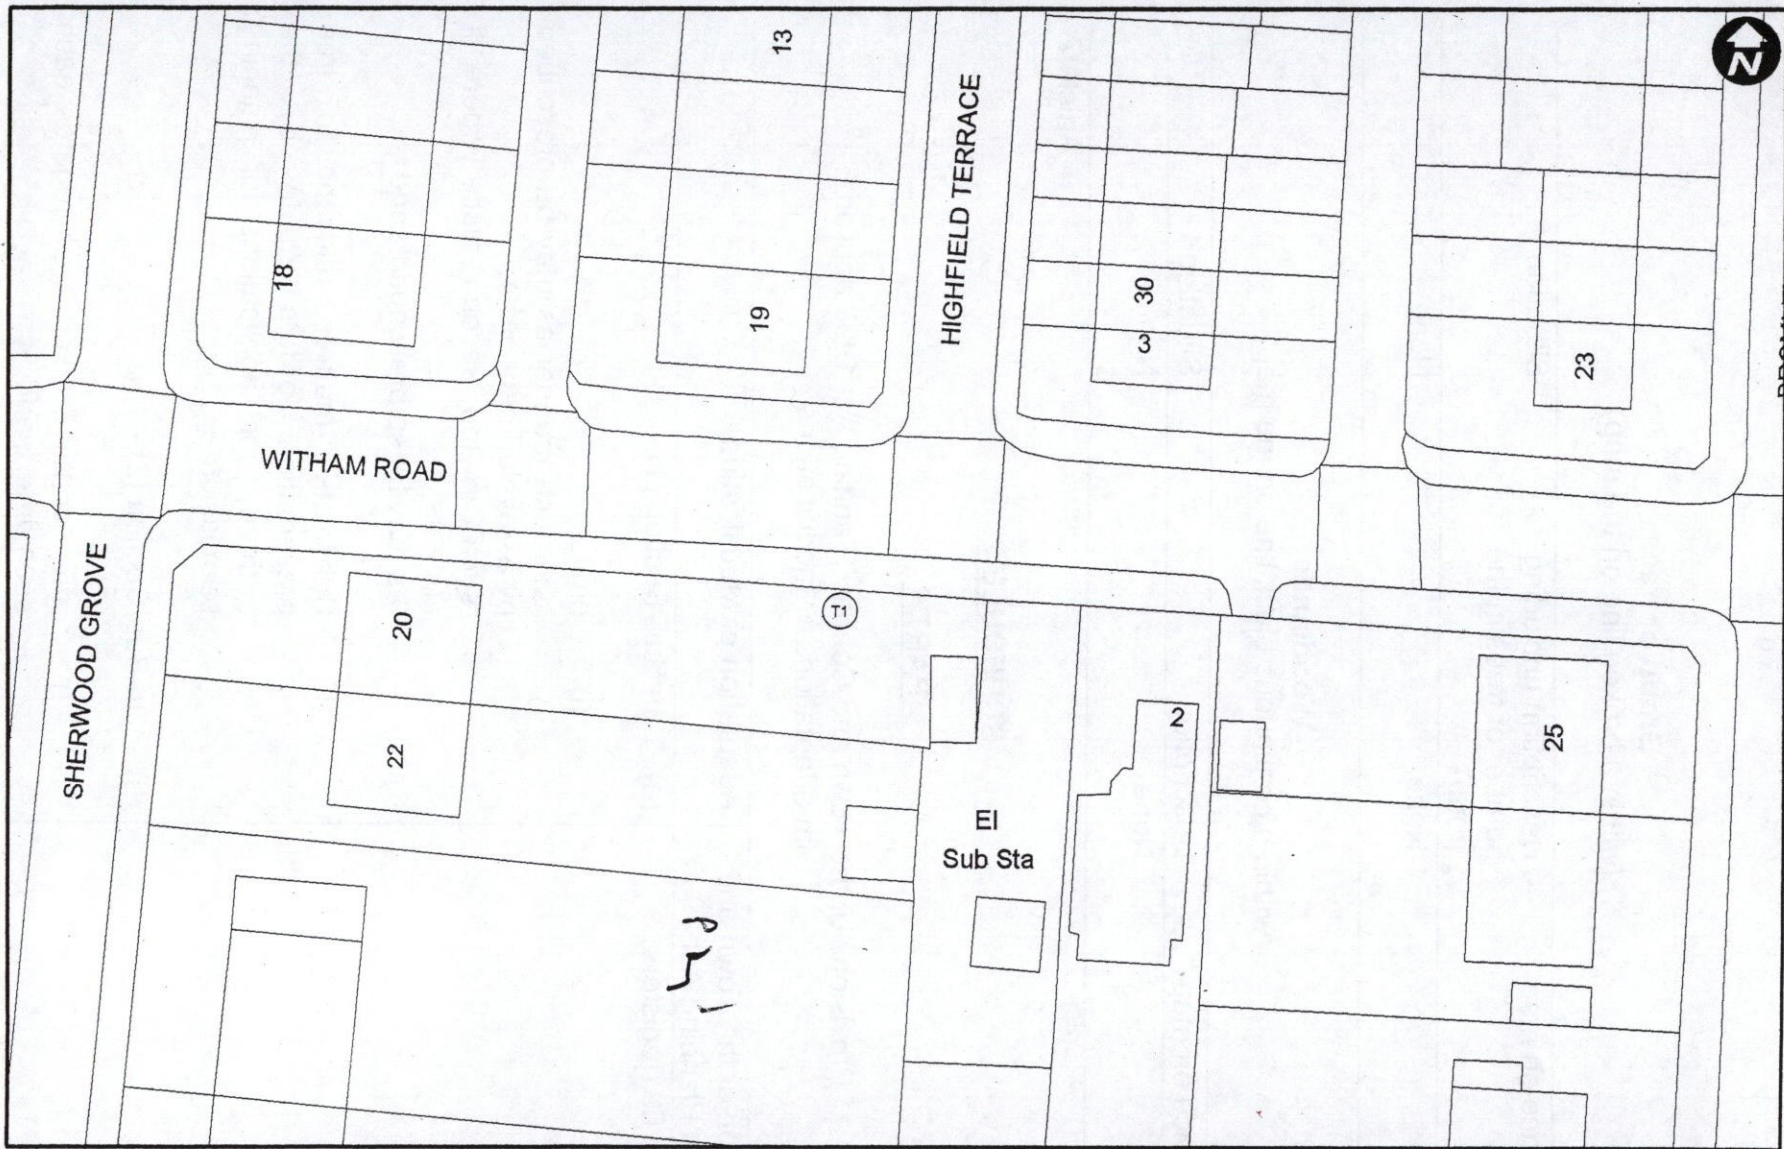 N
13
HIGHFIELD TERRACE
18
19
30
3
23
WITHAM ROAD
SHERWOOD GROVE
20
T1
22
2
25
El
Sub Sta